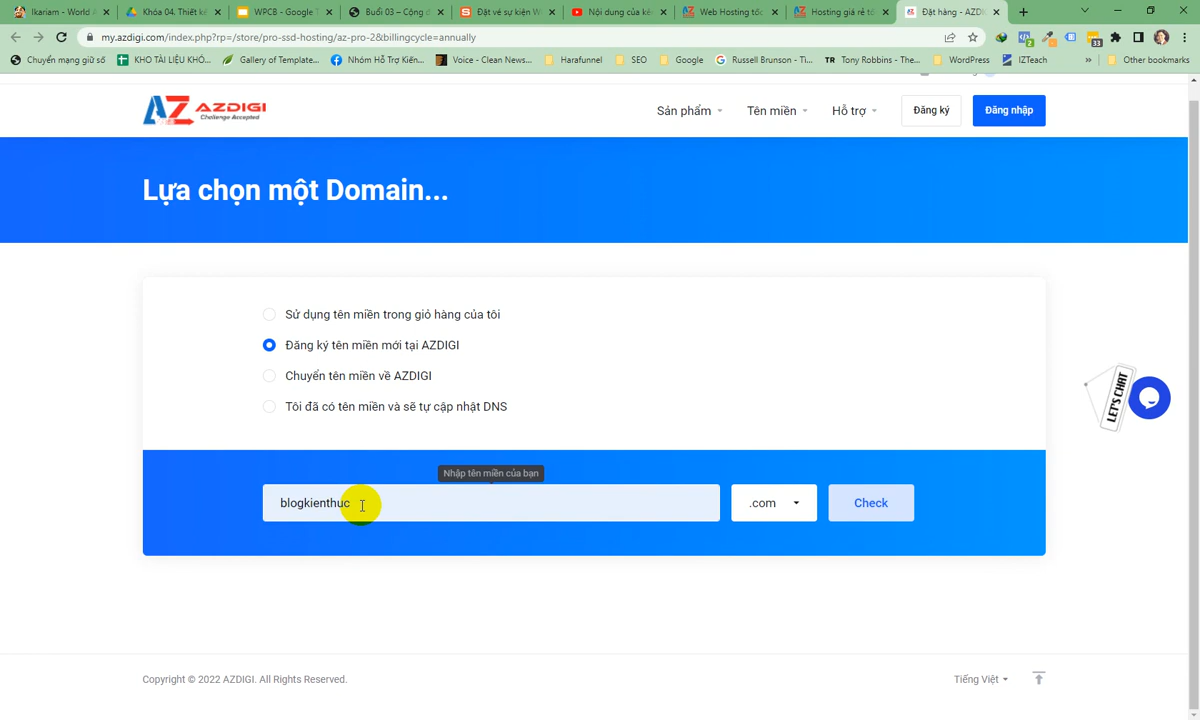 Ikariam - World
Khóa 04. Thiết kế
WPCB - Google
Buổi 03 – Cộng
Đặt vé sự kiện W
Nội dung của kê
Web Hosting tốc
Hosting giá rẻ tố
Đặt hàng - AZDI
my.azdigi.com/index.php?rp=/store/pro-ssd-hosting/az-pro-2&billingcycle=annually
33
Chuyển mạng giữ số
KHO TÀI LIỆU KHÓ...
Gallery of Template...
Nhóm Hỗ Trợ Kiến...
Voice - Clean News...
Harafunnel
SEO
Google
Russell Brunson - Ti...
TR Tony Robbins - The...
WordPress
IZTeach
»
Other bookmarks
AZ AZDIGI
Challenge Accepted
Sản phẩm
Tên miền
Hỗ trợ
Đăng ký
Đăng nhập
Lựa chọn một Domain...
Sử dụng tên miền trong giỏ hàng của tôi
Đăng ký tên miền mới tại AZDIGI
Chuyển tên miền về AZDIGI
Tôi đã có tên miền và sẽ tự cập nhật DNS
LET'S CHAT
Nhập tên miền của bạn
blogkienthuc
.com
Check
Copyright © 2022 AZDIGI. All Rights Reserved.
Tiếng Việt